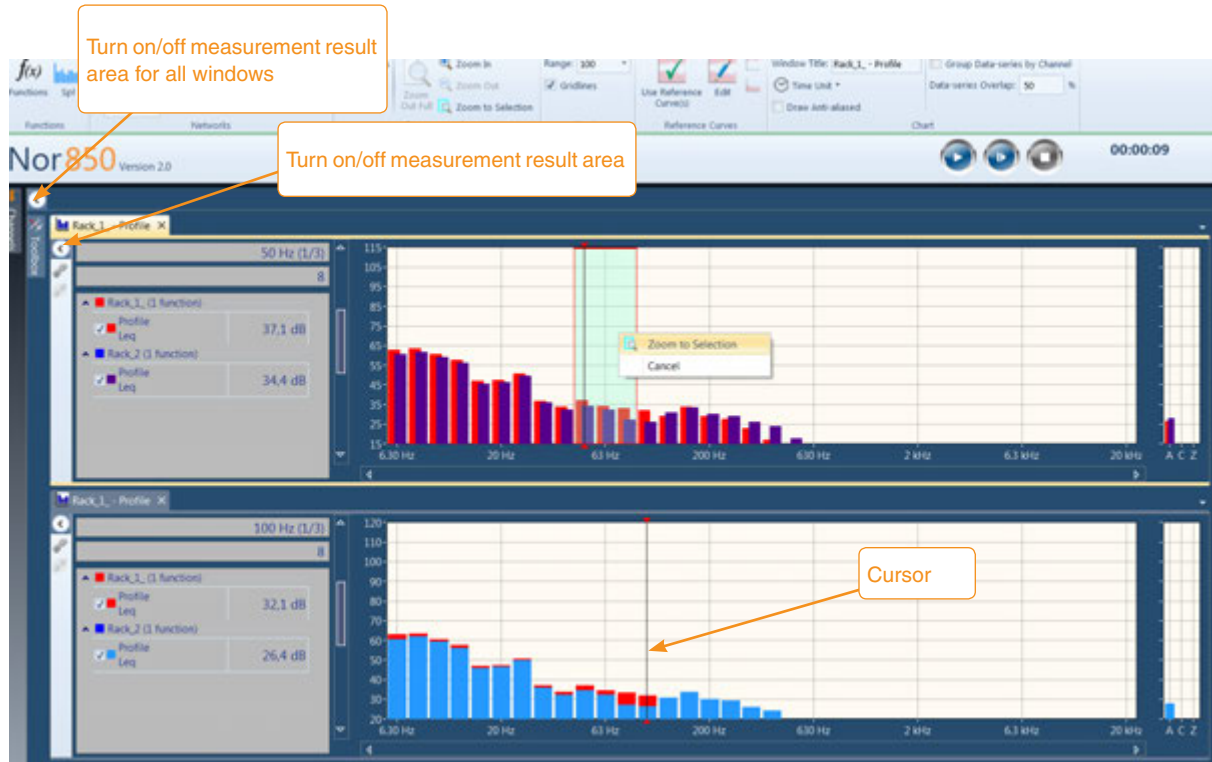 Turn on/off measurement result
area for all windows
f(x)
Functions
Functions
Networks
Zoom
Out Full
Zoom In
Zoom Out
Zoom to Selection
Range: 100
Gridlines
Use Reference
Curve(s)
Edit
Reference Curves
Window Title: Rack_1_ - Profile
Time Unit
Draw Anti-aliased
Group Data-series by Channel
Data-series Overlap: 50 %
Chart
Turn on/off measurement result area
Nor850 Version 2.0
00:00:09
Toolbox
Rack_1_ - Profile
50 Hz (1/3)
8
Rack_1_ (1 function)
Profile
Leq
37,1 dB
Rack_2 (1 function)
Profile
Leq
34,4 dB
115
105
95
85
75
65
55
45
35
25
15
Zoom to Selection
Cancel
6.30 Hz 20 Hz 63 Hz 200 Hz 630 Hz 2 kHz 6.3 kHz 20 kHz A C Z
Rack_1_ - Profile
100 Hz (1/3)
8
Rack_1_ (1 function)
Profile
Leq
32,1 dB
Rack_2 (1 function)
Profile
Leq
26,4 dB
120
110
100
90
80
70
60
50
40
30
20
Cursor
6.30 Hz 20 Hz 63 Hz 200 Hz 630 Hz 2 kHz 6.3 kHz 20 kHz A C Z